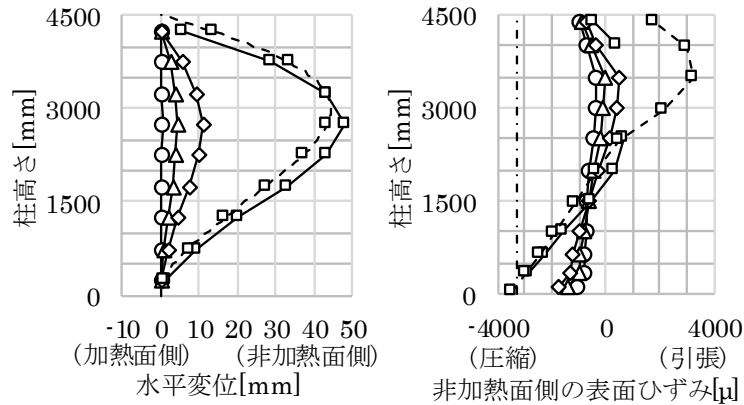 4500
3000
1500
0
柱高さ[mm]
-10 0 10 20 30 40 50
(加熱面側) (非加熱面側)
水平変位[mm]
4500
3000
1500
0
柱高さ[mm]
-4000 0 4000
(圧縮) (引張)
非加熱面側の表面ひずみ[μ]